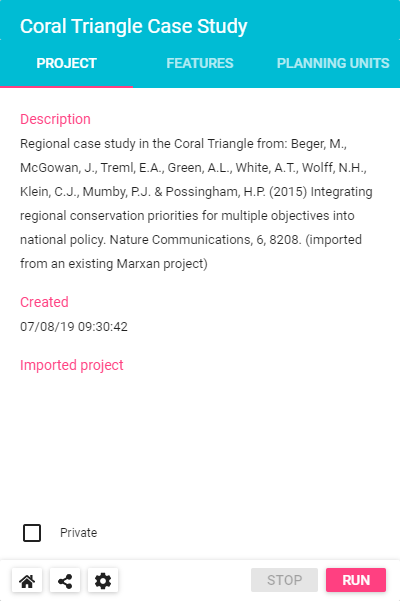 Coral Triangle Case Study
PROJECT FEATURES PLANNING UNITS
Description
Regional case study in the Coral Triangle from: Beger, M.,
McGowan, J., Treml, E.A., Green, A.L., White, A.T., Wolff, N.H.,
Klein, C.J., Mumby, P.J. & Possingham, H.P. (2015) Integrating
regional conservation priorities for multiple objectives into
national policy. Nature Communications, 6, 8208. (imported
from an existing Marxan project)
Created
07/08/19 09:30:42
Imported project
Private
STOP RUN